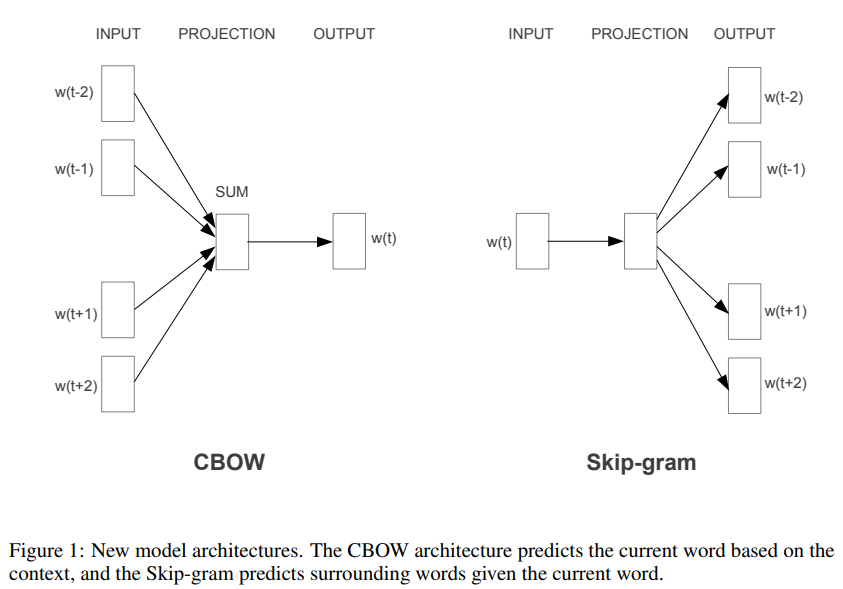 INPUT PROJECTION OUTPUT
w(t-2)
w(t-1)
SUM
w(t)
w(t+1)
w(t+2)
CBOW
INPUT PROJECTION OUTPUT
w(t-2)
w(t-1)
w(t)
w(t+1)
w(t+2)
Skip-gram
Figure 1: New model architectures. The CBOW architecture predicts the current word based on the
context, and the Skip-gram predicts surrounding words given the current word.